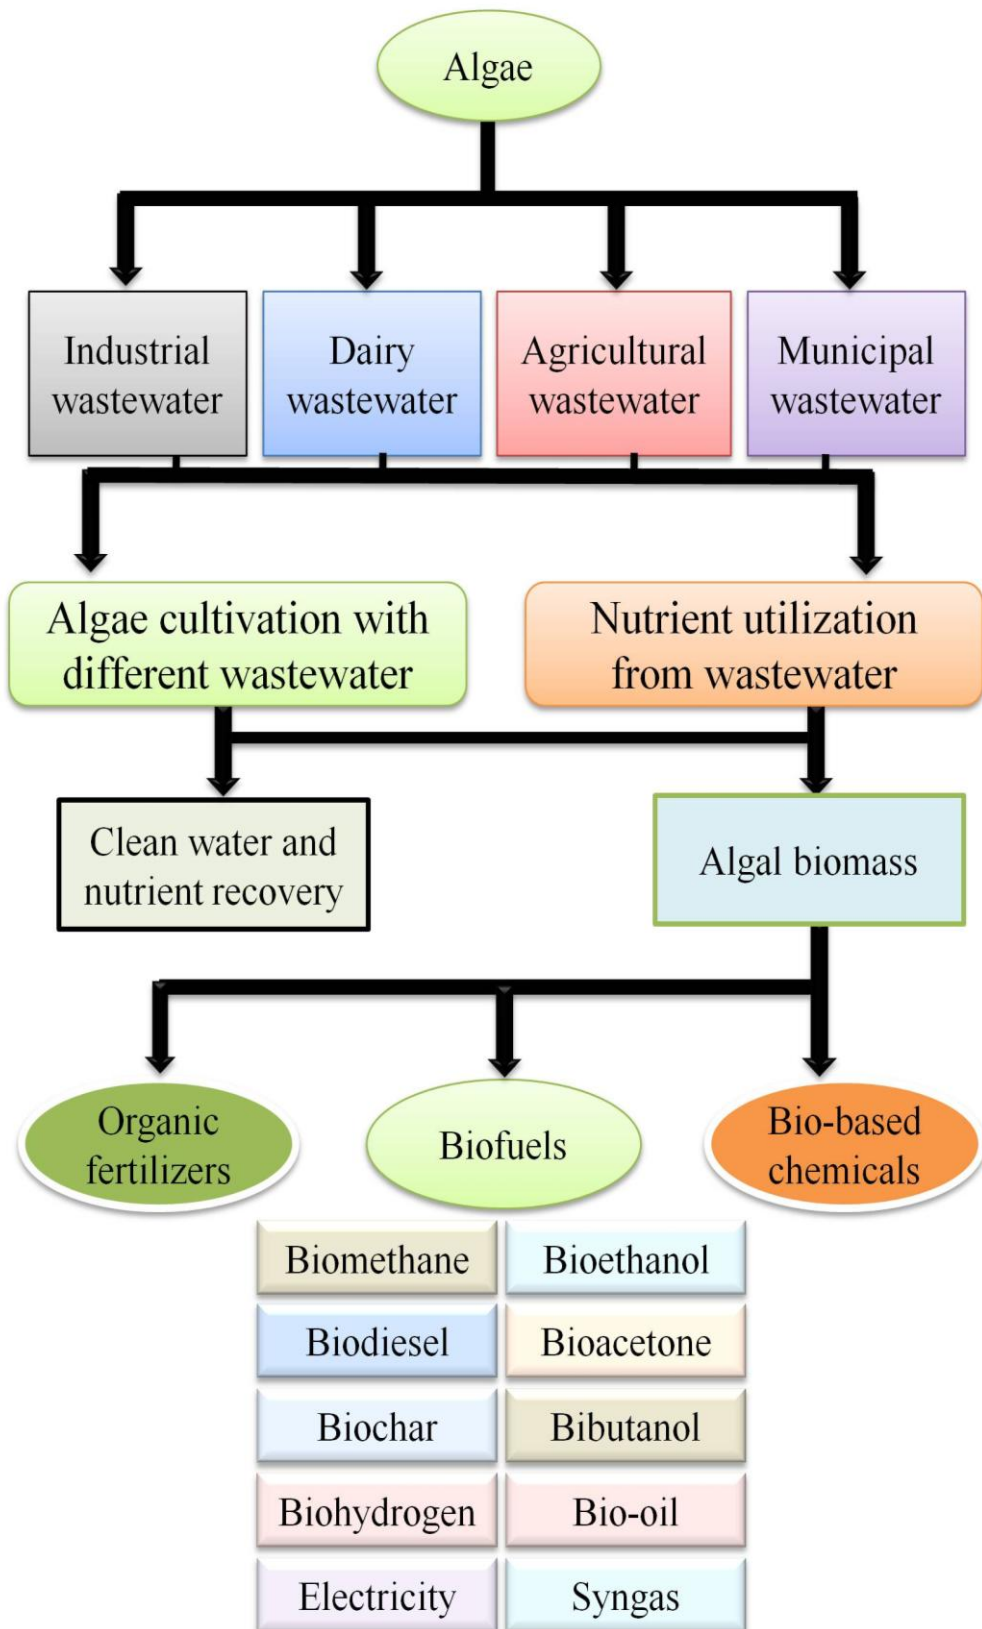 Algae
Industrial
wastewater
Dairy
wastewater
Agricultural
wastewater
Municipal
wastewater
Algae cultivation with
different wastewater
Nutrient utilization
from wastewater
Clean water and
nutrient recovery
Algal biomass
Organic
fertilizers
Biofuels
Bio-based
chemicals
Biomethane
Bioethanol
Biodiesel
Bioacetone
Biochar
Bibutanol
Biohydrogen
Bio-oil
Electricity
Syngas